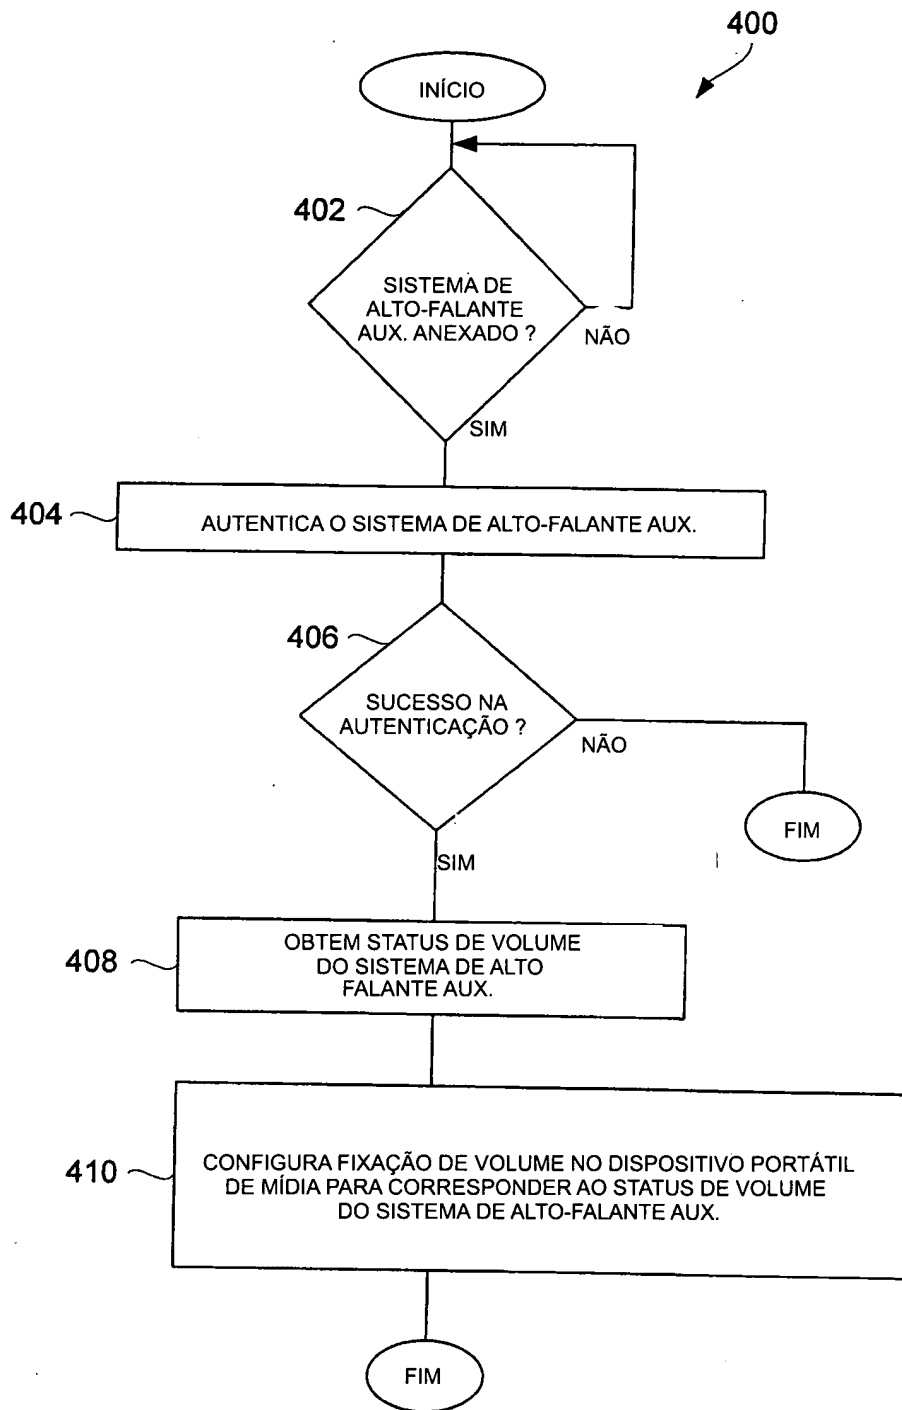 400
INÍCIO
402
SISTEMA DE
ALTO-FALANTE
AUX. ANEXADO ?
NÃO
SIM
404
AUTENTICA O SISTEMA DE ALTO-FALANTE AUX.
406
SUCESSO NA
AUTENTICAÇÃO ?
NÃO
FIM
SIM
408
OBTEM STATUS DE VOLUME
DO SISTEMA DE ALTO
FALANTE AUX.
410
CONFIGURA FIXAÇÃO DE VOLUME NO DISPOSITIVO PORTÁTIL
DE MÍDIA PARA CORRESPONDER AO STATUS DE VOLUME
DO SISTEMA DE ALTO-FALANTE AUX.
FIM